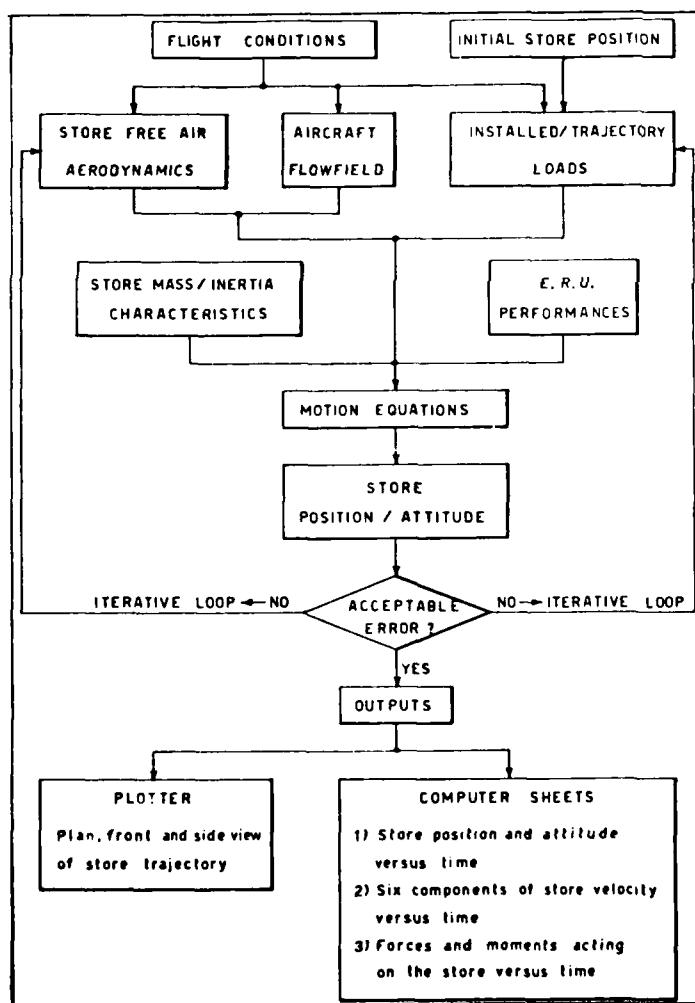 FLIGHT CONDITIONS
INITIAL STORE POSITION
STORE FREE AIR
AERODYNAMICS
AIRCRAFT
FLOWFIELD
INSTALLED/TRAJECTORY
LOADS
STORE MASS/INERTIA
CHARACTERISTICS
E.R.U.
PERFORMANCES
MOTION EQUATIONS
STORE
POSITION / ATTITUDE
ITERATIVE LOOP
NO
ACCEPTABLE
ERROR?
NO
ITERATIVE LOOP
YES
OUTPUTS
PLOTTER
Plan, front and side view
of store trajectory
COMPUTER SHEETS
1) Store position and attitude
versus time
2) Six components of store velocity
versus time
3) Forces and moments acting
on the store versus time